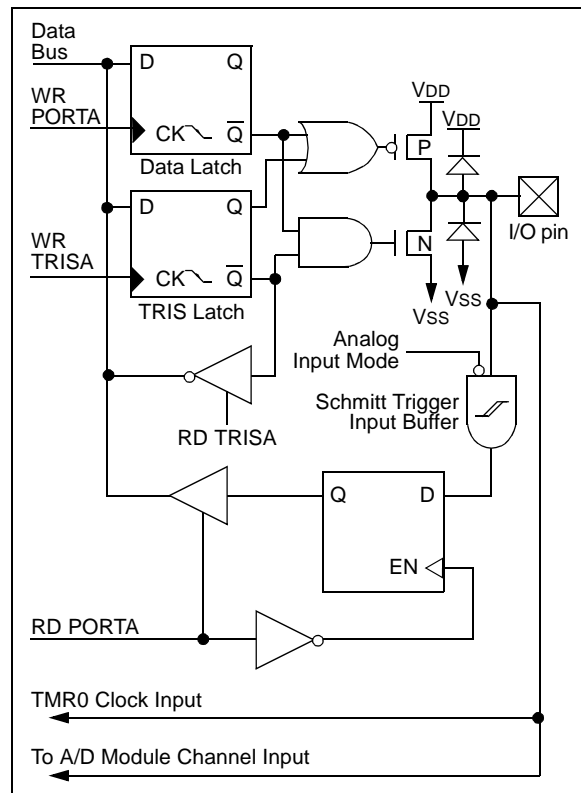 Data
Bus
D
Q
VDD
WR
PORTA
CK
Q
VDD
P
Data Latch
D
Q
I/O pin
WR
TRISA
CK
Q
N
VSS
TRIS Latch
VSS
Analog
Input Mode
Schmitt Trigger
Input Buffer
RD TRISA
Q
D
EN
RD PORTA
TMR0 Clock Input
To A/D Module Channel Input